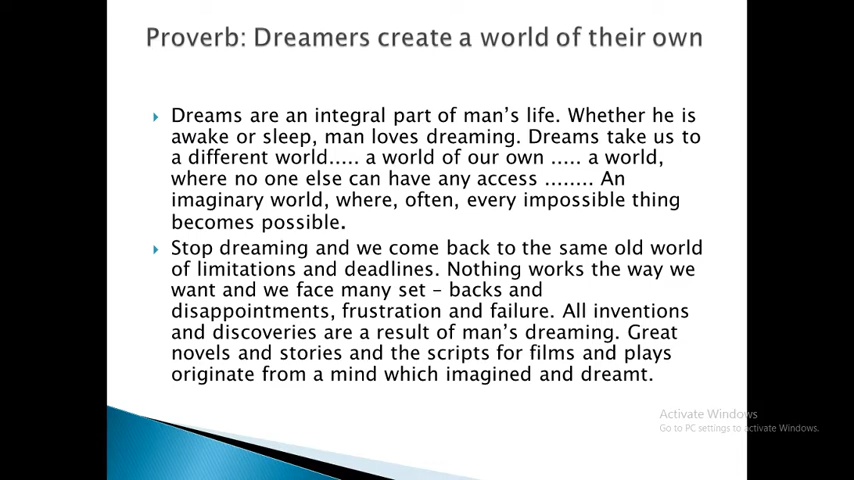 Proverb: Dreamers create a world of their own
Dreams are an integral part of man's life. Whether he is
awake or sleep, man loves dreaming. Dreams take us to
a different world..... a world of our own ..... a world,
where no one else can have any access ........ An
imaginary world, where, often, every impossible thing
becomes possible.
Stop dreaming and we come back to the same old world
of limitations and deadlines. Nothing works the way we
want and we face many set – backs and
disappointments, frustration and failure. All inventions
and discoveries are a result of man's dreaming. Great
novels and stories and the scripts for films and plays
originate from a mind which imagined and dreamt.
Activate Windows
Go to PC settings to activate Windows.